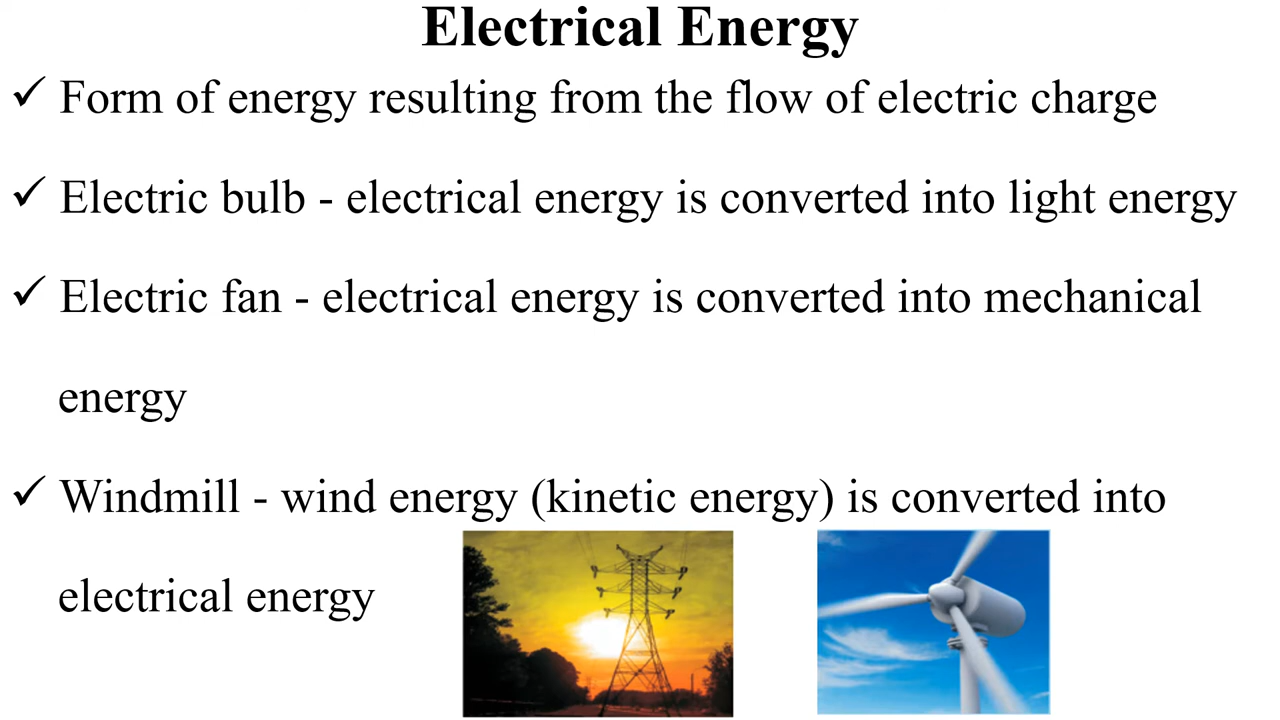 Electrical Energy
✓ Form of energy resulting from the flow of electric charge
✓ Electric bulb - electrical energy is converted into light energy
✓ Electric fan - electrical energy is converted into mechanical
energy
✓ Windmill - wind energy (kinetic energy) is converted into
electrical energy